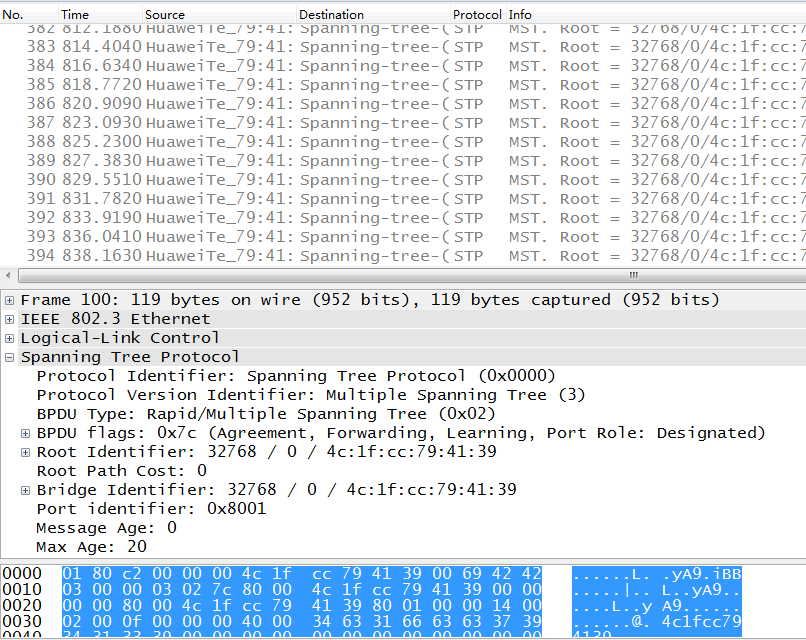 No. Time Source Destination Protocol Info
382 812.1880 HuaweiTe_79:41: Spanning-tree-( STP MST. Root = 32768/0/4c:1f:cc:7
383 814.4040 HuaweiTe_79:41: Spanning-tree-( STP MST. Root = 32768/0/4c:1f:cc:7
384 816.6340 HuaweiTe_79:41: Spanning-tree-( STP MST. Root = 32768/0/4c:1f:cc:7
385 818.7720 HuaweiTe_79:41: Spanning-tree-( STP MST. Root = 32768/0/4c:1f:cc:7
386 820.9090 HuaweiTe_79:41: Spanning-tree-( STP MST. Root = 32768/0/4c:1f:cc:7
387 823.0930 HuaweiTe_79:41: Spanning-tree-( STP MST. Root = 32768/0/4c:1f:cc:7
388 825.2300 HuaweiTe_79:41: Spanning-tree-( STP MST. Root = 32768/0/4c:1f:cc:7
389 827.3830 HuaweiTe_79:41: Spanning-tree-( STP MST. Root = 32768/0/4c:1f:cc:7
390 829.5510 HuaweiTe_79:41: Spanning-tree-( STP MST. Root = 32768/0/4c:1f:cc:7
391 831.7820 HuaweiTe_79:41: Spanning-tree-( STP MST. Root = 32768/0/4c:1f:cc:7
392 833.9190 HuaweiTe_79:41: Spanning-tree-( STP MST. Root = 32768/0/4c:1f:cc:7
393 836.0410 HuaweiTe_79:41: Spanning-tree-( STP MST. Root = 32768/0/4c:1f:cc:7
394 838.1630 HuaweiTe_79:41: Spanning-tree-( STP MST. Root = 32768/0/4c:1f:cc:7
Frame 100: 119 bytes on wire (952 bits), 119 bytes captured (952 bits)
IEEE 802.3 Ethernet
Logical-Link Control
Spanning Tree Protocol
Protocol Identifier: Spanning Tree Protocol (0x0000)
Protocol Version Identifier: Multiple Spanning Tree (3)
BPDU Type: Rapid/Multiple Spanning Tree (0x02)
BPDU flags: 0x7c (Agreement, Forwarding, Learning, Port Role: Designated)
Root Identifier: 32768 / 0 / 4c:1f:cc:79:41:39
Root Path Cost: 0
Bridge Identifier: 32768 / 0 / 4c:1f:cc:79:41:39
Port identifier: 0x8001
Message Age: 0
Max Age: 20
0000 01 80 c2 00 00 00 4c 1f cc 79 41 39 00 69 42 42 ......L. .yA9.iBB
0010 03 00 00 03 02 7c 80 00 4c 1f cc 79 41 39 00 00 .....|.. L..yA9..
0020 00 00 80 00 4c 1f cc 79 41 39 80 01 00 00 14 00 ....L..y A9......
0030 02 00 0f 00 00 00 40 00 34 63 31 66 63 63 37 39 ......@. 4c1fcc79
0040 34 31 33 39 00 00 00 00 00 00 00 00 00 00 00 00 4139